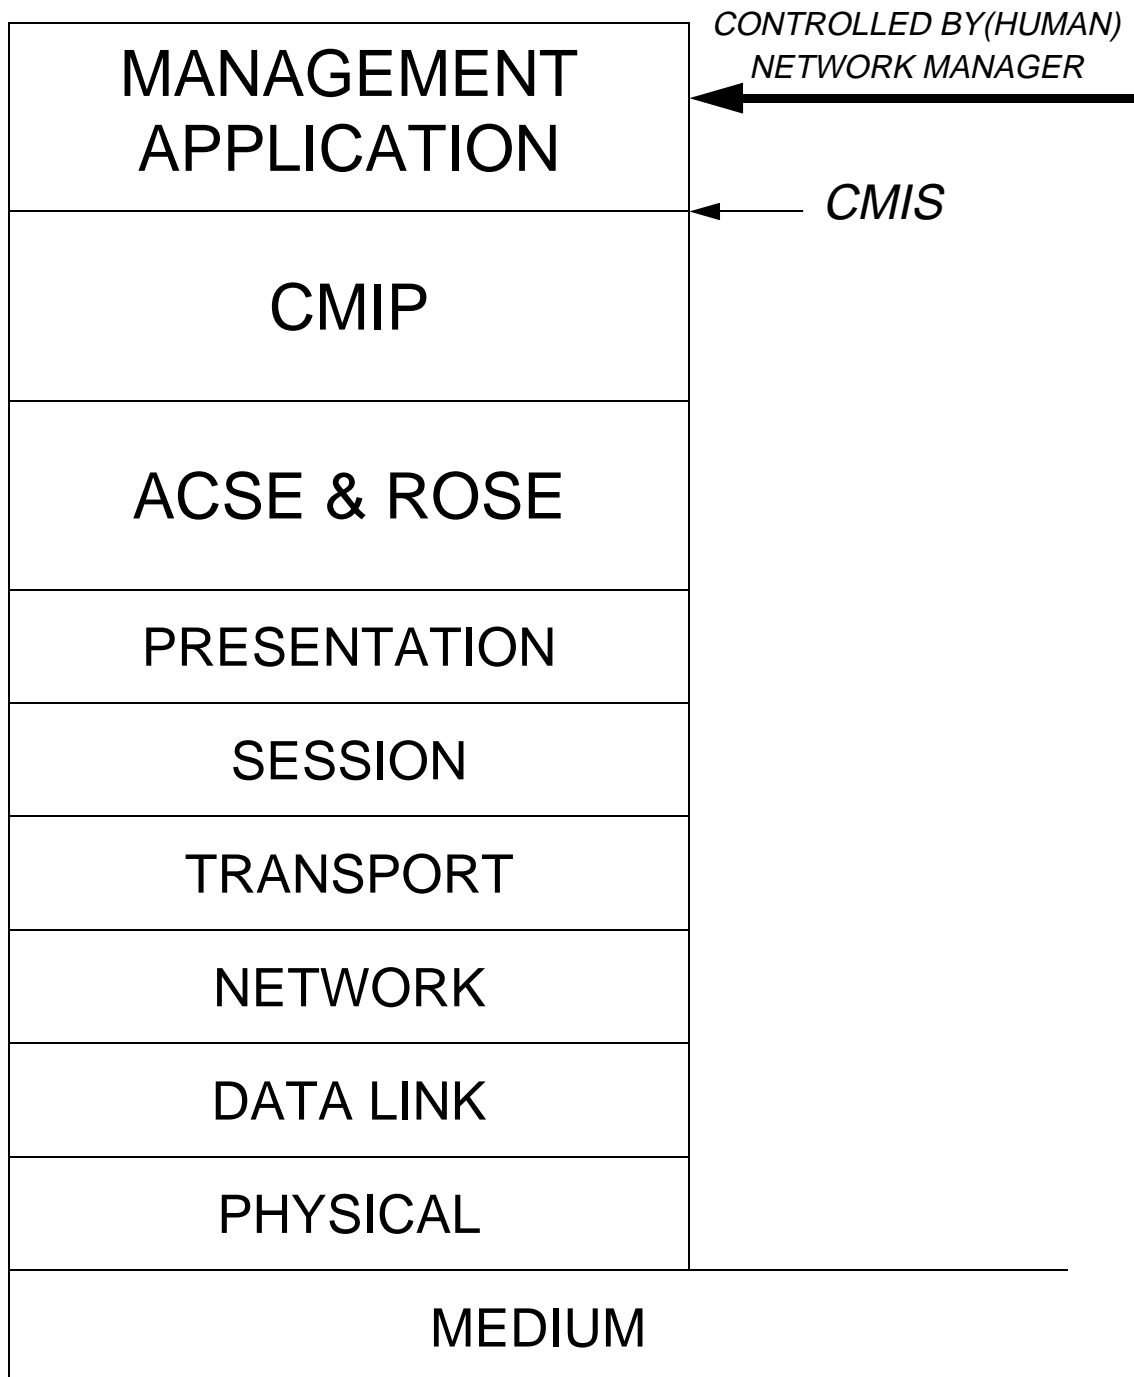 CONTROLLED BY(HUMAN)
NETWORK MANAGER
MANAGEMENT
APPLICATION
CMIS
CMIP
ACSE & ROSE
PRESENTATION
SESSION
TRANSPORT
NETWORK
DATA LINK
PHYSICAL
MEDIUM